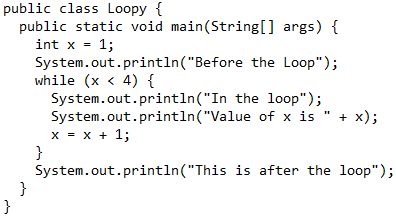 public class Loopy {
  public static void main(String[] args) {
    int x = 1;
    System.out.println("Before the Loop");
    while (x < 4) {
      System.out.println("In the loop");
      System.out.println("Value of x is " + x);
      x = x + 1;
    }
    System.out.println("This is after the loop");
  }
}